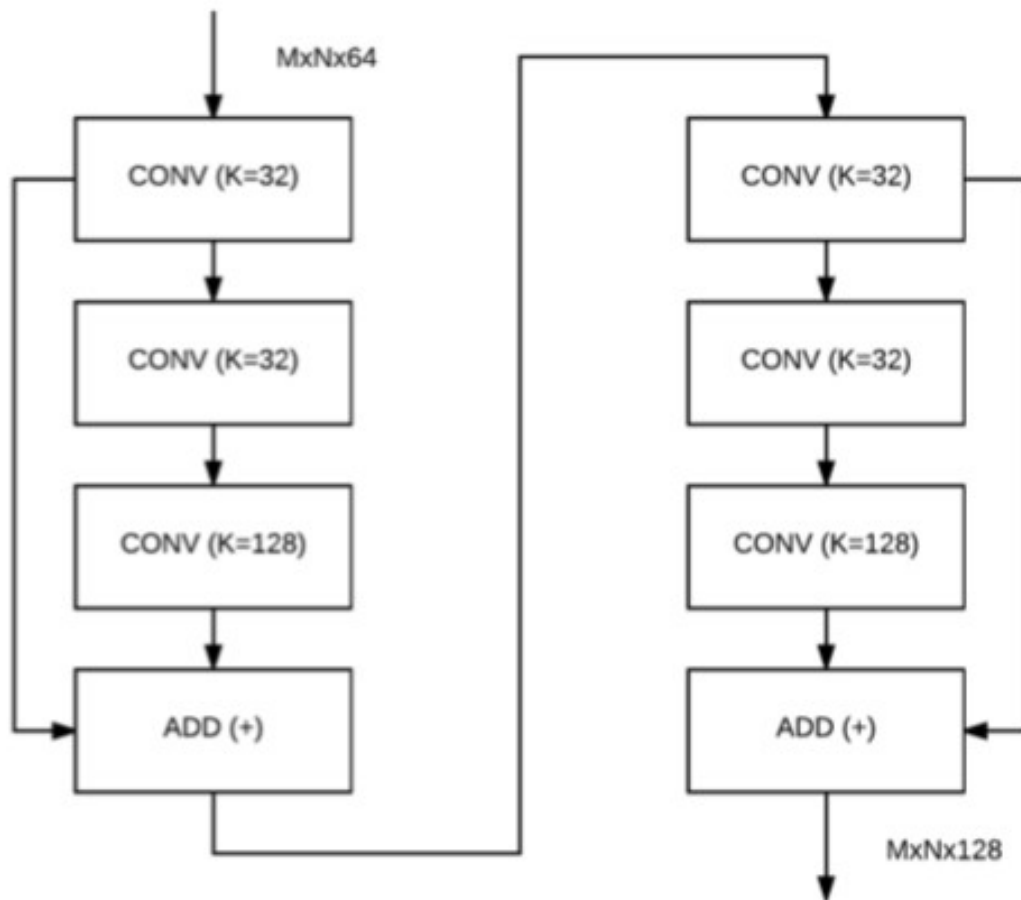 MxNx64
CONV (K=32)
CONV (K=32)
CONV (K=128)
ADD (+)
CONV (K=32)
CONV (K=32)
CONV (K=128)
ADD (+)
MxNx128